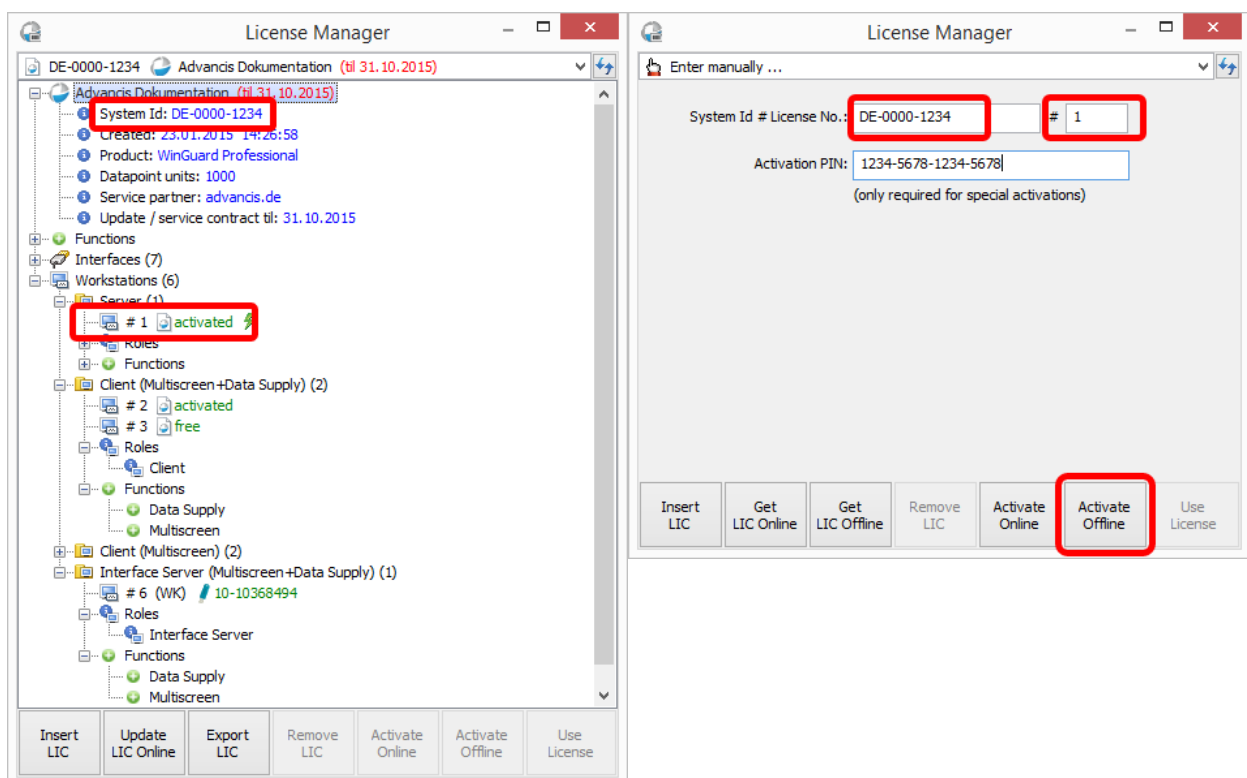 License Manager
DE-0000-1234 Advancis Dokumentation (til 31.10.2015)
Advancis Dokumentation (til 31.10.2015)
System Id: DE-0000-1234
Created: 23.01.2015 14:26:58
Product: WinGuard Professional
Datapoint units: 1000
Service partner: advancis.de
Update / service contract til: 31.10.2015
Functions
Interfaces (7)
Workstations (6)
Server (1)
# 1 activated
Roles
Functions
Client (Multiscreen+Data Supply) (2)
# 2 activated
# 3 free
Roles
Client
Functions
Data Supply
Multiscreen
Client (Multiscreen) (2)
Interface Server (Multiscreen+Data Supply) (1)
# 6 (WK) 10-10368494
Roles
Interface Server
Functions
Data Supply
Multiscreen
Insert LIC
Update LIC Online
Export LIC
Remove LIC
Activate Online
Activate Offline
Use License
License Manager
Enter manually ...
System Id # License No.: DE-0000-1234 # 1
Activation PIN: 1234-5678-1234-5678
(only required for special activations)
Insert LIC
Get LIC Online
Get LIC Offline
Remove LIC
Activate Online
Activate Offline
Use License